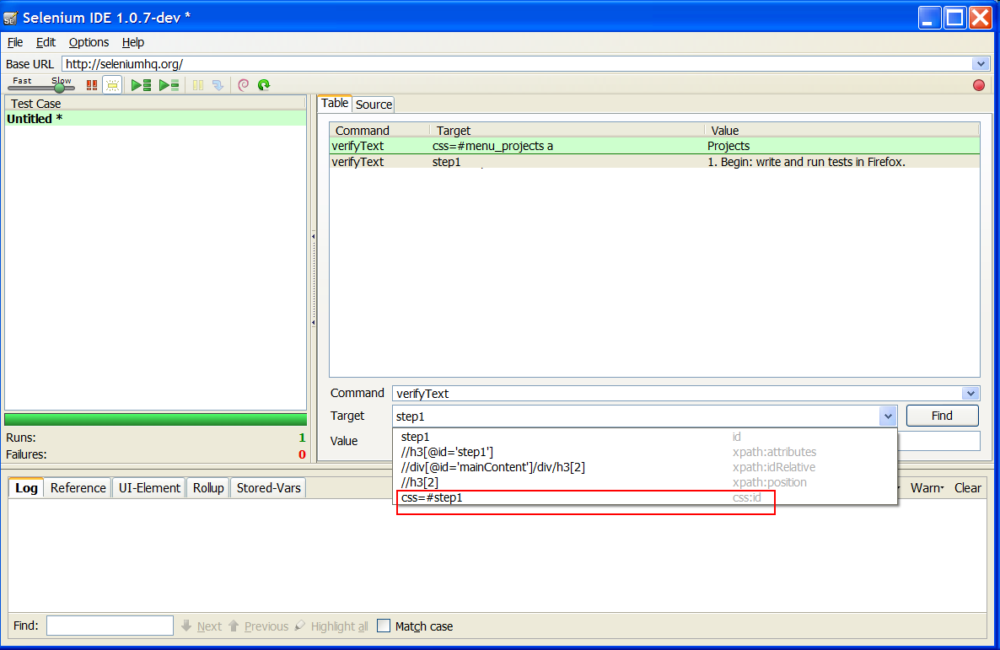 Selenium IDE 1.0.7-dev *
File Edit Options Help
Base URL http://seleniumhq.org/
Fast Slow
Test Case
Untitled *
Table Source
Command Target Value
verifyText css=#menu_projects a Projects
verifyText step1 1. Begin: write and run tests in Firefox.
Command verifyText
Target step1 Find
Value
step1 id
//h3[@id='step1'] xpath:attributes
//div[@id='mainContent']/div/h3[2] xpath:idRelative
//h3[2] xpath:position
css=#step1 css:id
Runs: 1
Failures: 0
Log Reference UI-Element Rollup Stored-Vars Warn Clear
Find: Next Previous Highlight all Match case